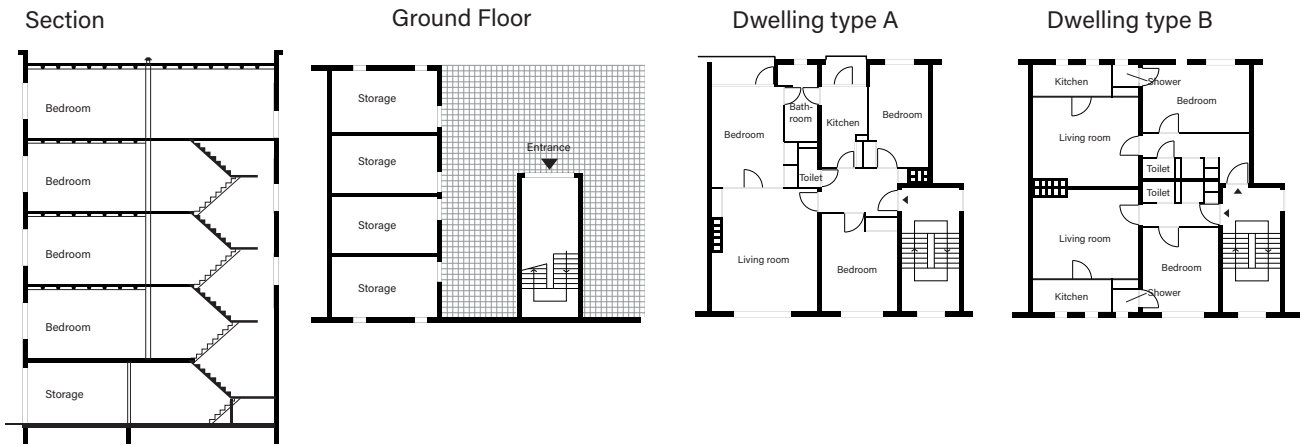 Section
Bedroom
Bedroom
Bedroom
Bedroom
Storage
Ground Floor
Storage
Storage
Storage
Storage
Entrance
Dwelling type A
Bedroom
Bath-
room
Kitchen
Bedroom
Toilet
Living room
Bedroom
Dwelling type B
Kitchen
Shower
Bedroom
Living room
Toilet
Toilet
Living room
Bedroom
Kitchen
Shower